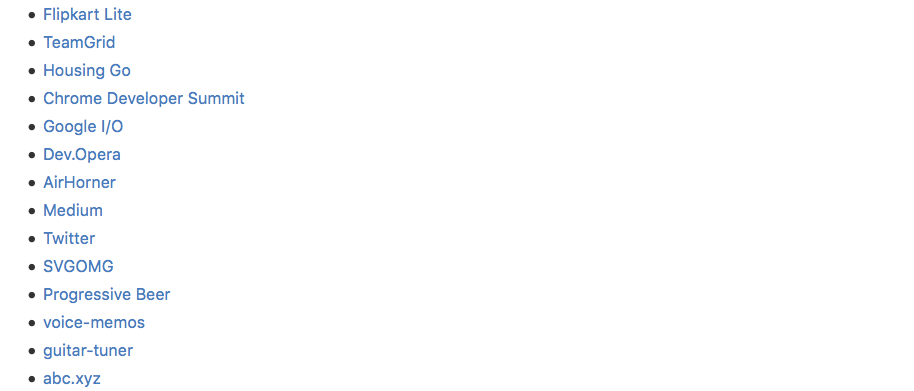 Flipkart Lite
TeamGrid
Housing Go
Chrome Developer Summit
Google I/O
Dev.Opera
AirHorner
Medium
Twitter
SVGOMG
Progressive Beer
voice-memos
guitar-tuner
abc.xyz